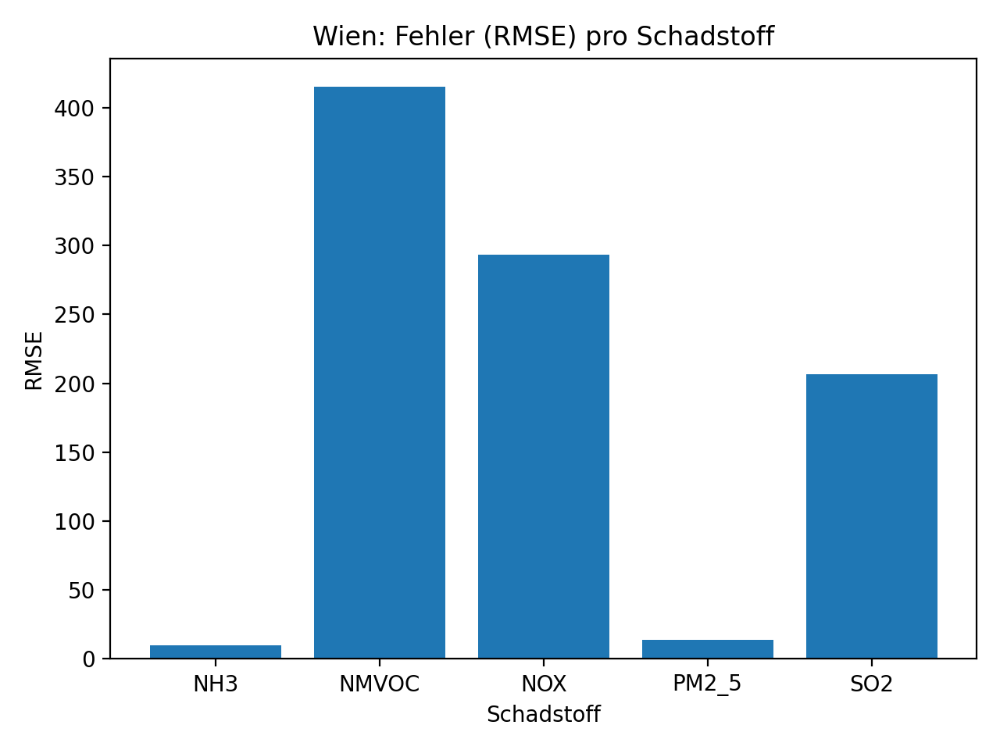 Wien: Fehler (RMSE) pro Schadstoff
RMSE
400
350
300
250
200
150
100
50
0
NH3 NMVOC NOX PM2_5 SO2
Schadstoff